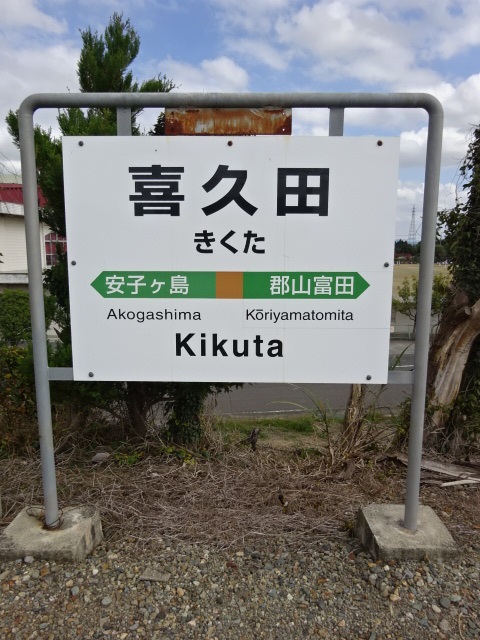 喜久田
きくた
安子ヶ島 郡山富田
Akogashima Kōriyamatomita
Kikuta